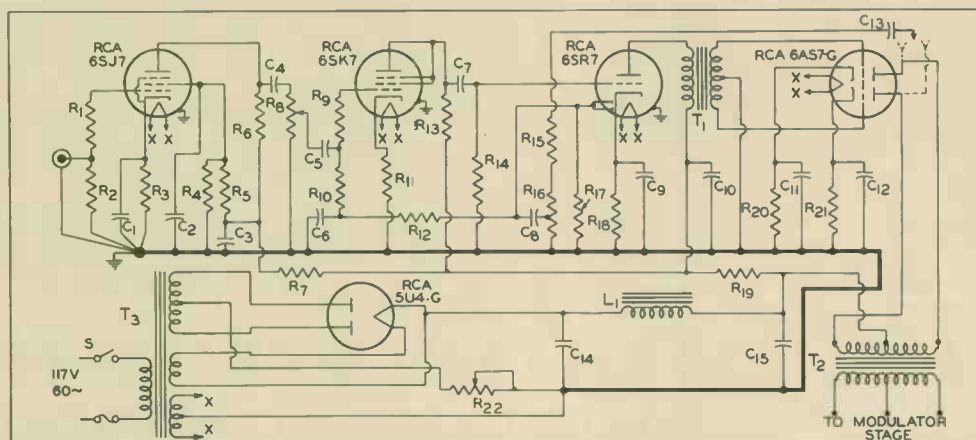 RCA
6SJ7
RCA
6SK7
RCA
6SR7
RCA 6AS7-G
C13
Y Y
C4
C7
R1
R8
R9
R6
R13
R15
T1
X X
X X
X X
X
X
C5
R14
R2
R3
R4
R5
R10
R11
R16
R17
R18
C9
C10
C11
C12
R20
R21
C1
C2
C3
C6
R12
C8
R7
RCA
5U4-G
R19
L1
T3
S
117V
60~
C14
C15
T2
R22
X
X
TO MODULATOR
STAGE